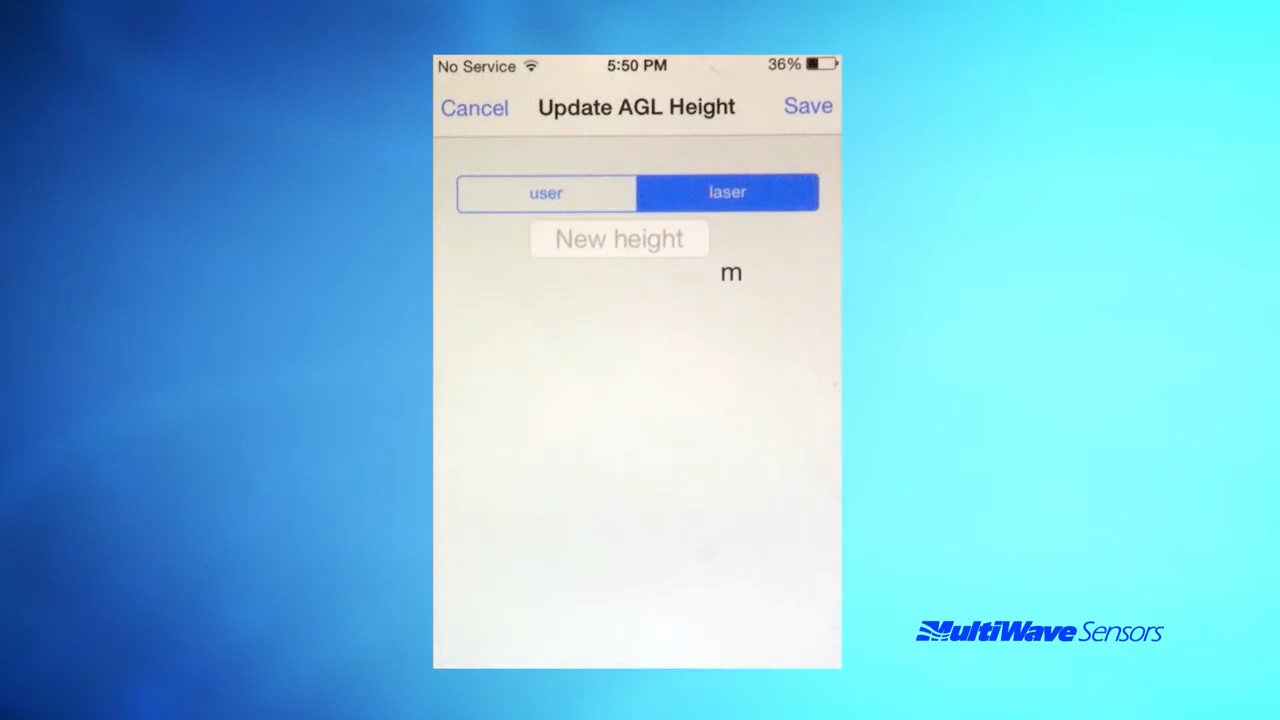 No Service 5:50 PM 36%
Cancel Update AGL Height Save
user laser
New height
m
MultiWave Sensors